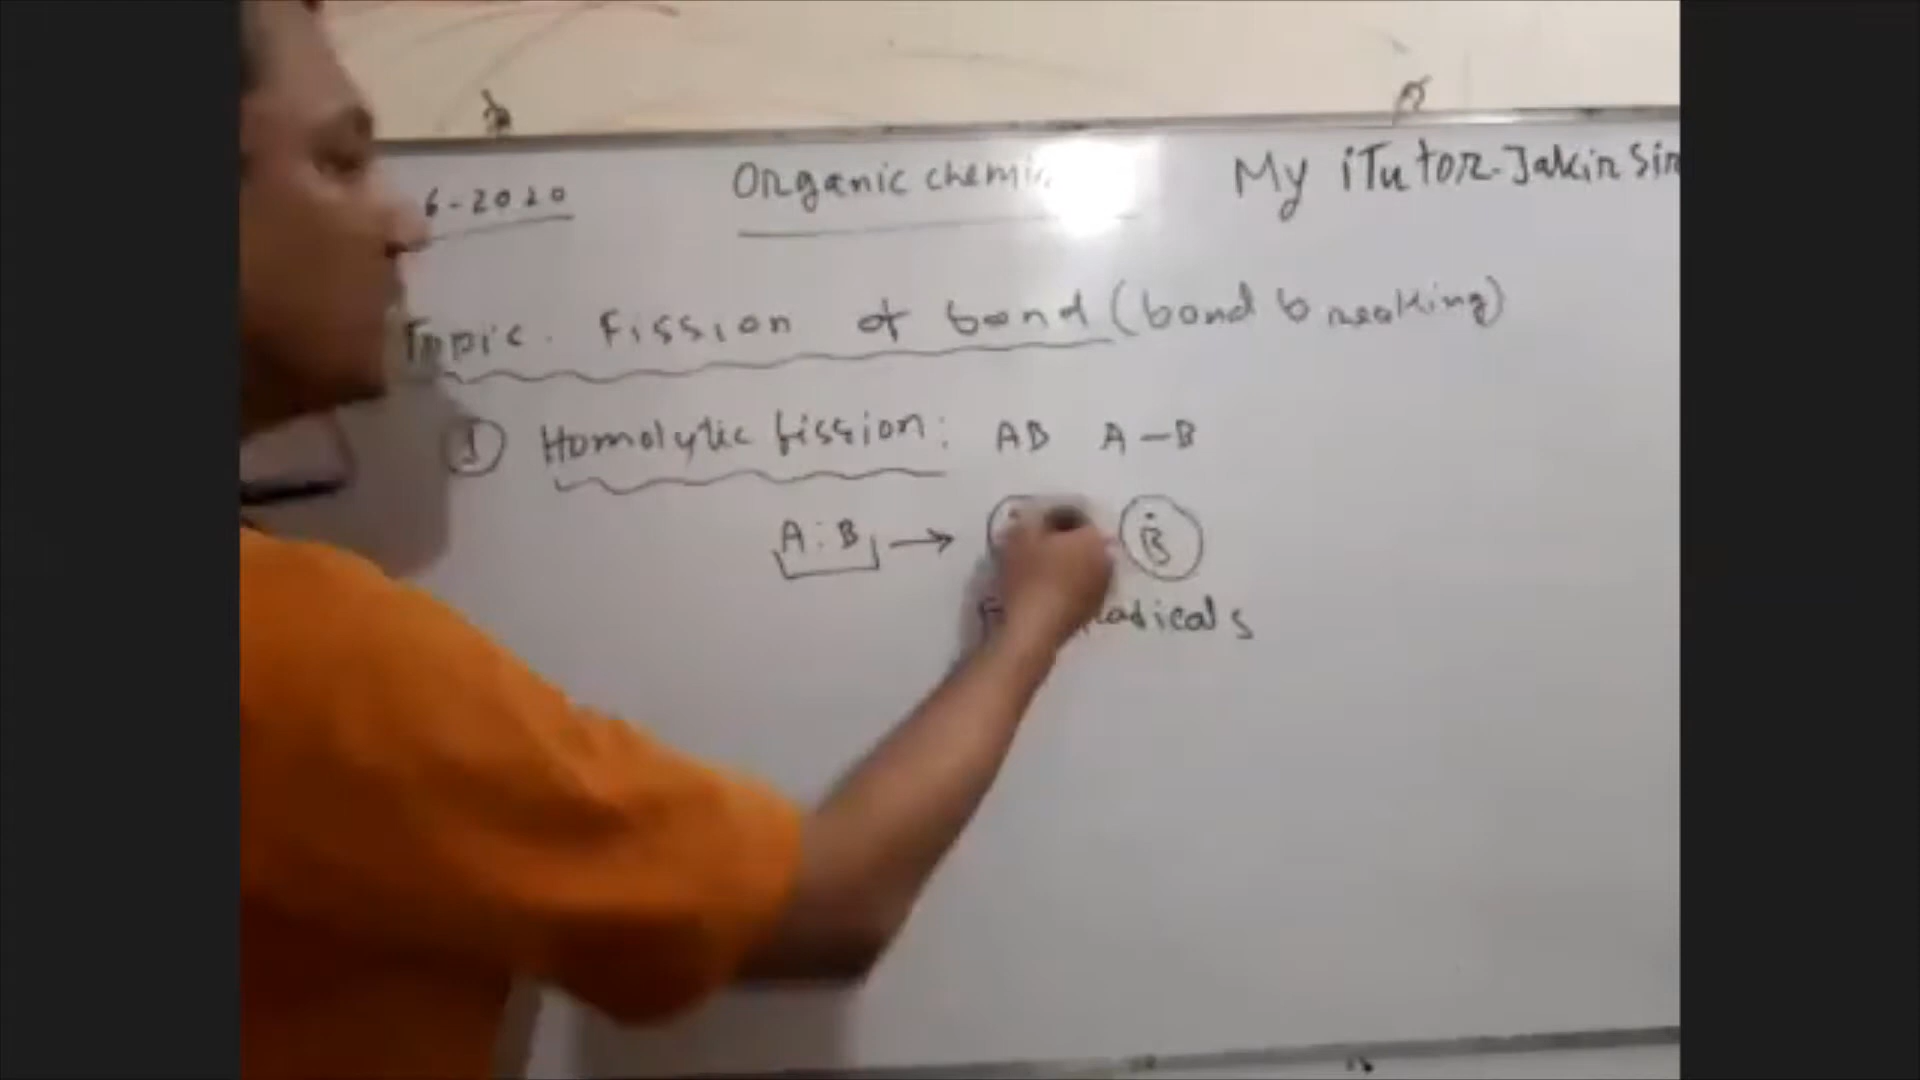 6-2020 Organic chemi My iTutor-Jakir Sir
Topic. Fission of bond (bond breaking)
① Homolytic fission: AB A-B
A:B → Ḃ
radicals